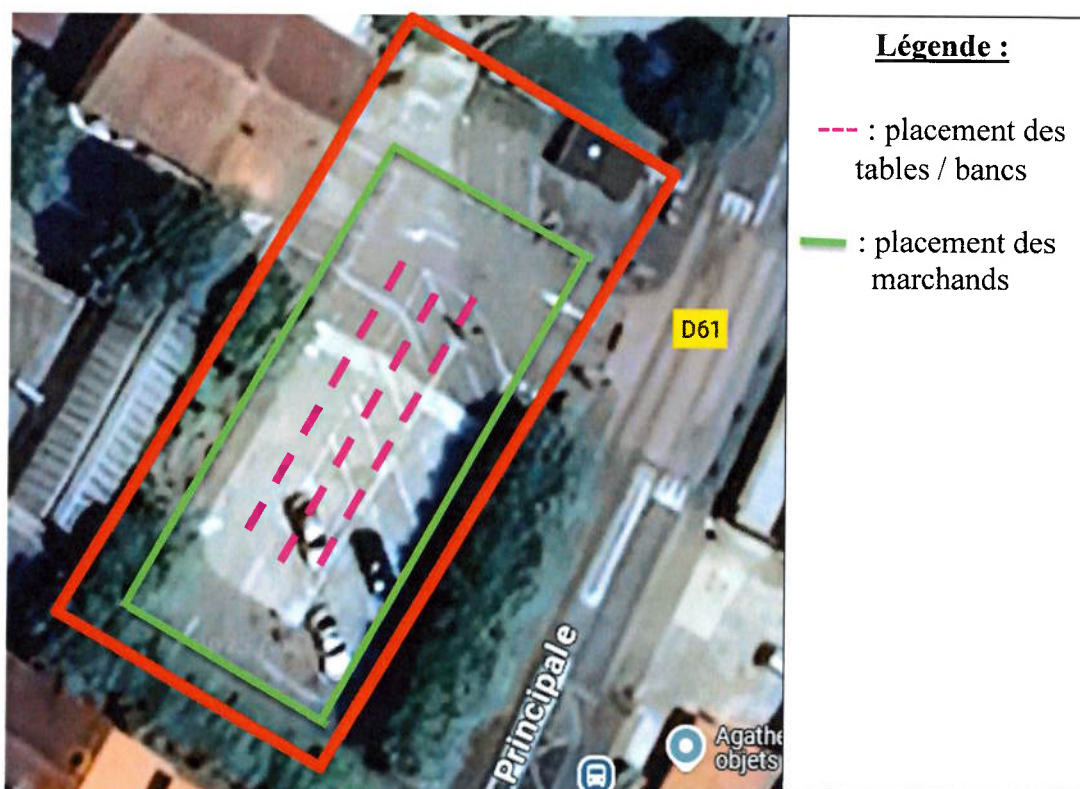 Légende :
: placement des
tables / bancs
: placement des
marchands
D61
Principale
Agathe
objets